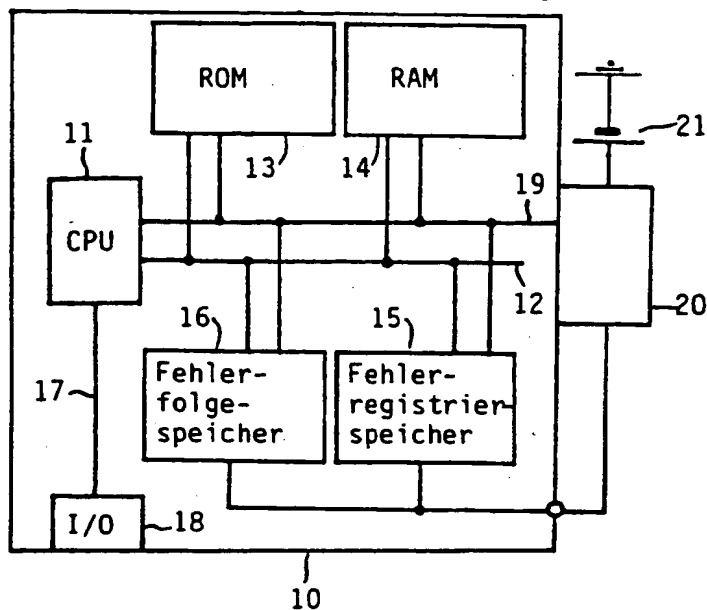 ROM
RAM
11
13
14
21
19
CPU
12
20
16
15
Fehler-
folge-
speicher
Fehler-
registrier-
speicher
17
I/O
18
10